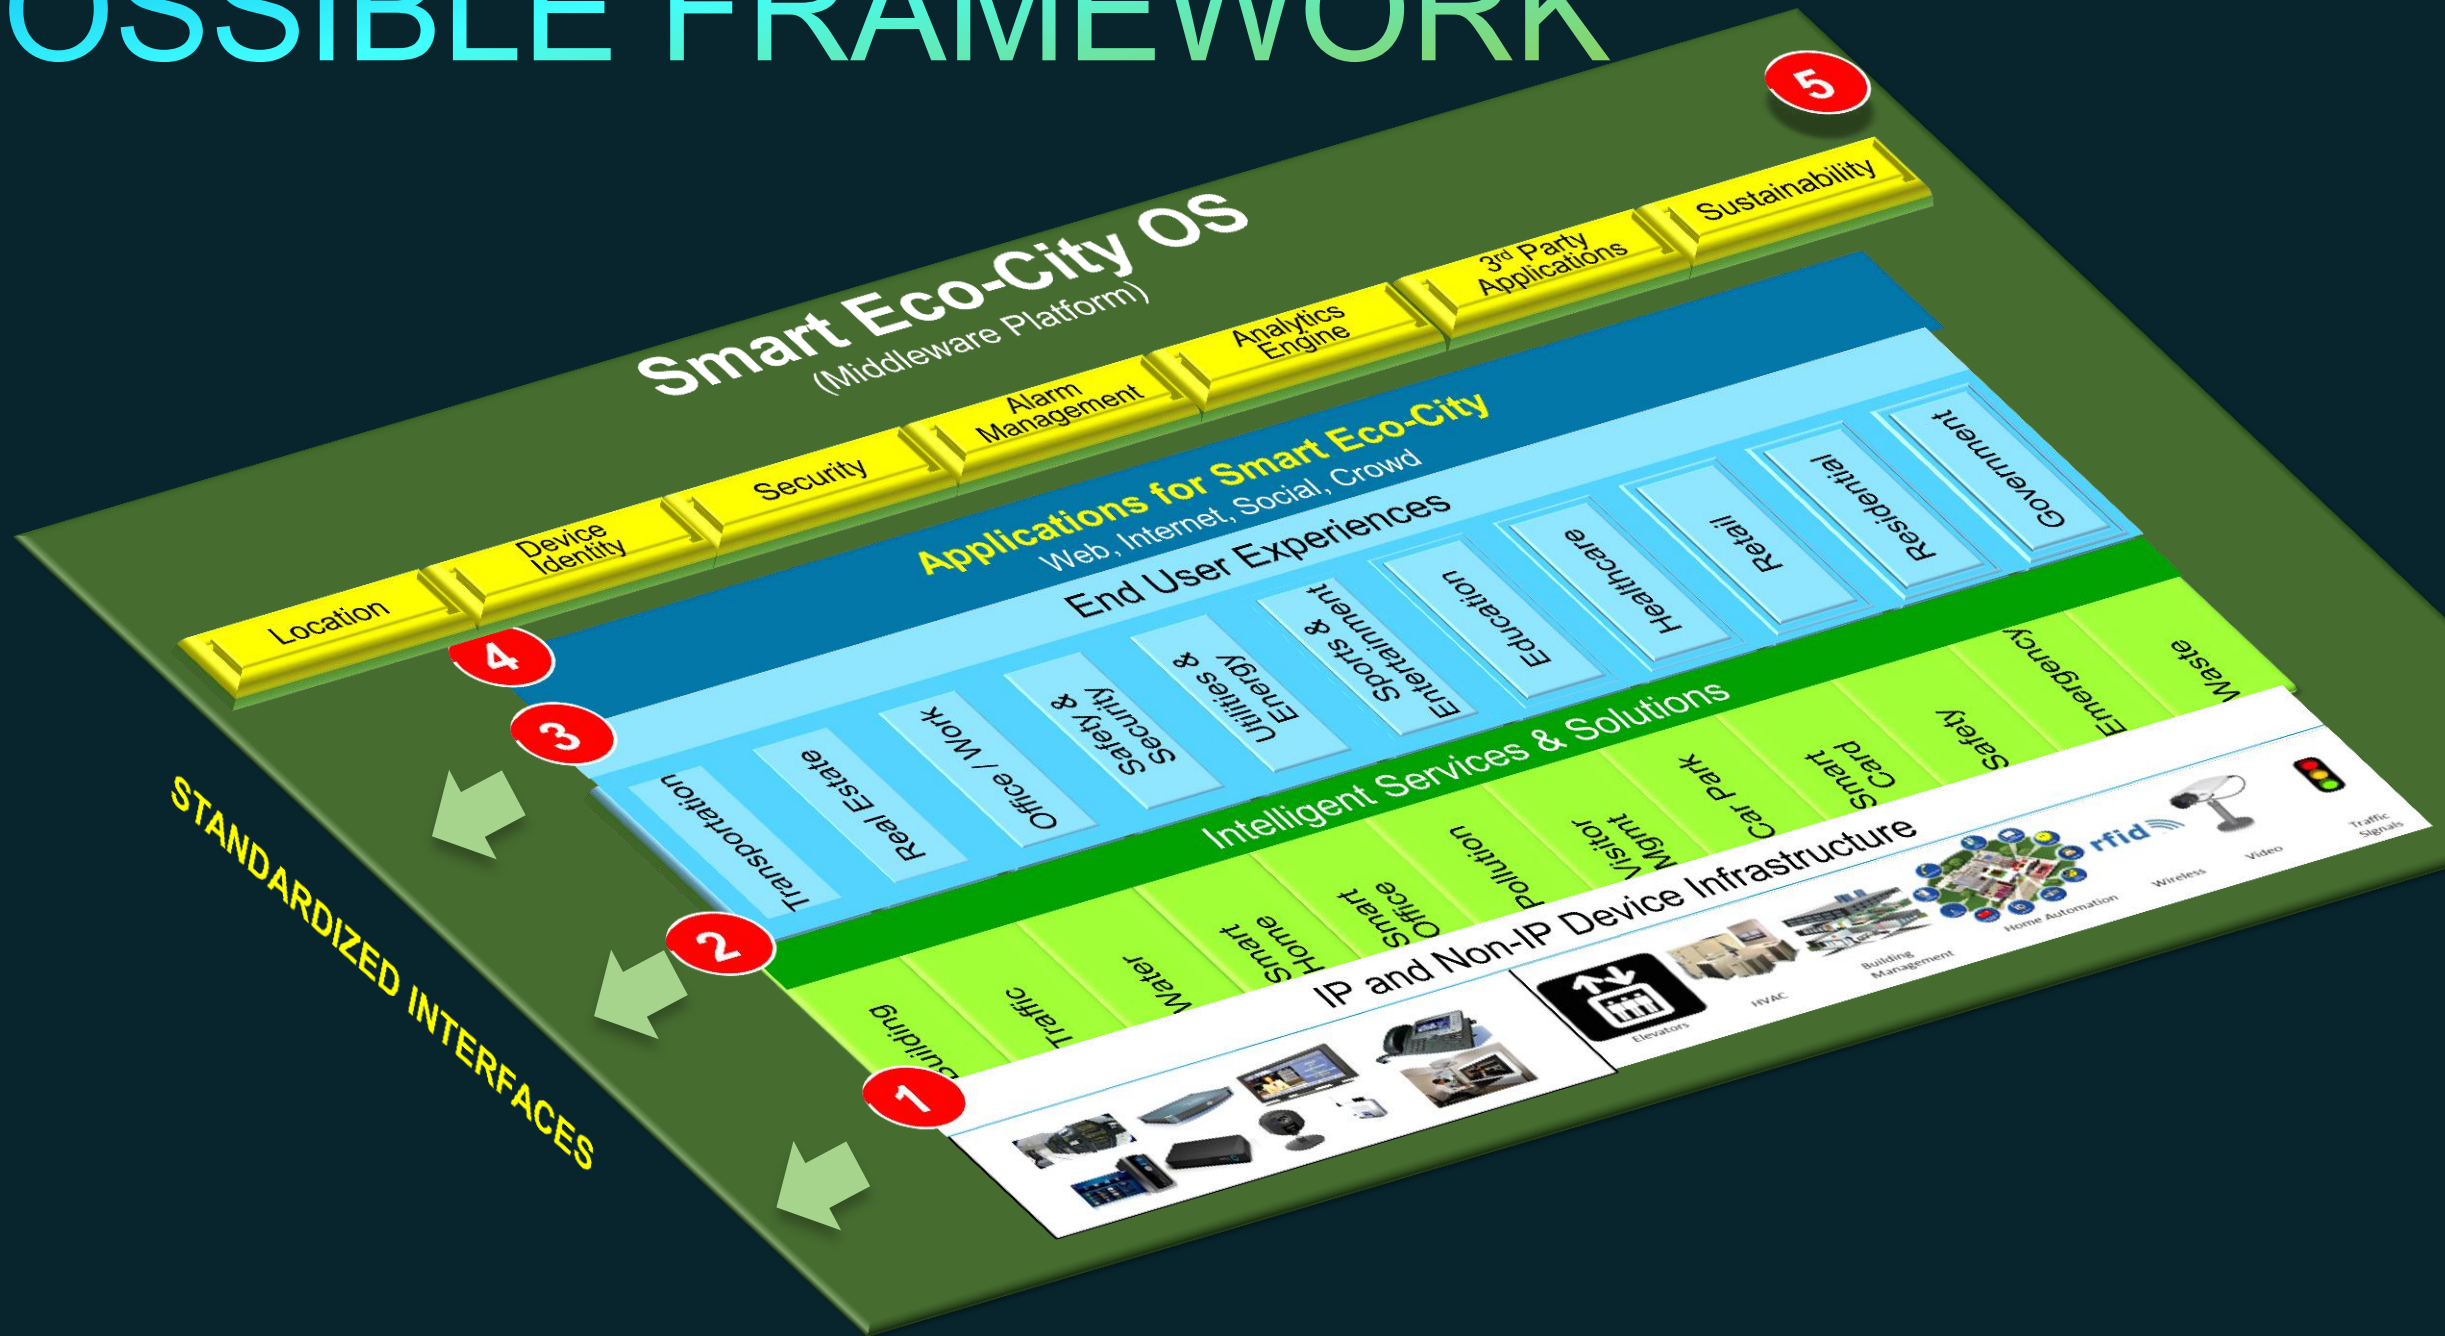 OSSIBLE FRAMEWORK
5
Smart Eco-City OS
(Middleware Platform)
Location
Device
Identity
Security
Alarm
Management
Analytics
Engine
3rd Party
Applications
Sustainability
4
Applications for Smart Eco-City
Web, Internet, Social, Crowd
3
End User Experiences
Transportation
Real Estate
Office / Work
Safety &
Security
Utilities &
Energy
Sports &
Entertainment
Education
Healthcare
Retail
Residential
Government
2
Intelligent Services & Solutions
Building
Traffic
Water
Smart
Home
Smart
Office
Pollution
Visitor
Mgmt
Car Park
Smart
Card
Safety
Emergency
Waste
1
IP and Non-IP Device Infrastructure
Elevators
HVAC
Building
Management
Home Automation
rfid
Wireless
Video
Traffic
Signals
STANDARDIZED INTERFACES